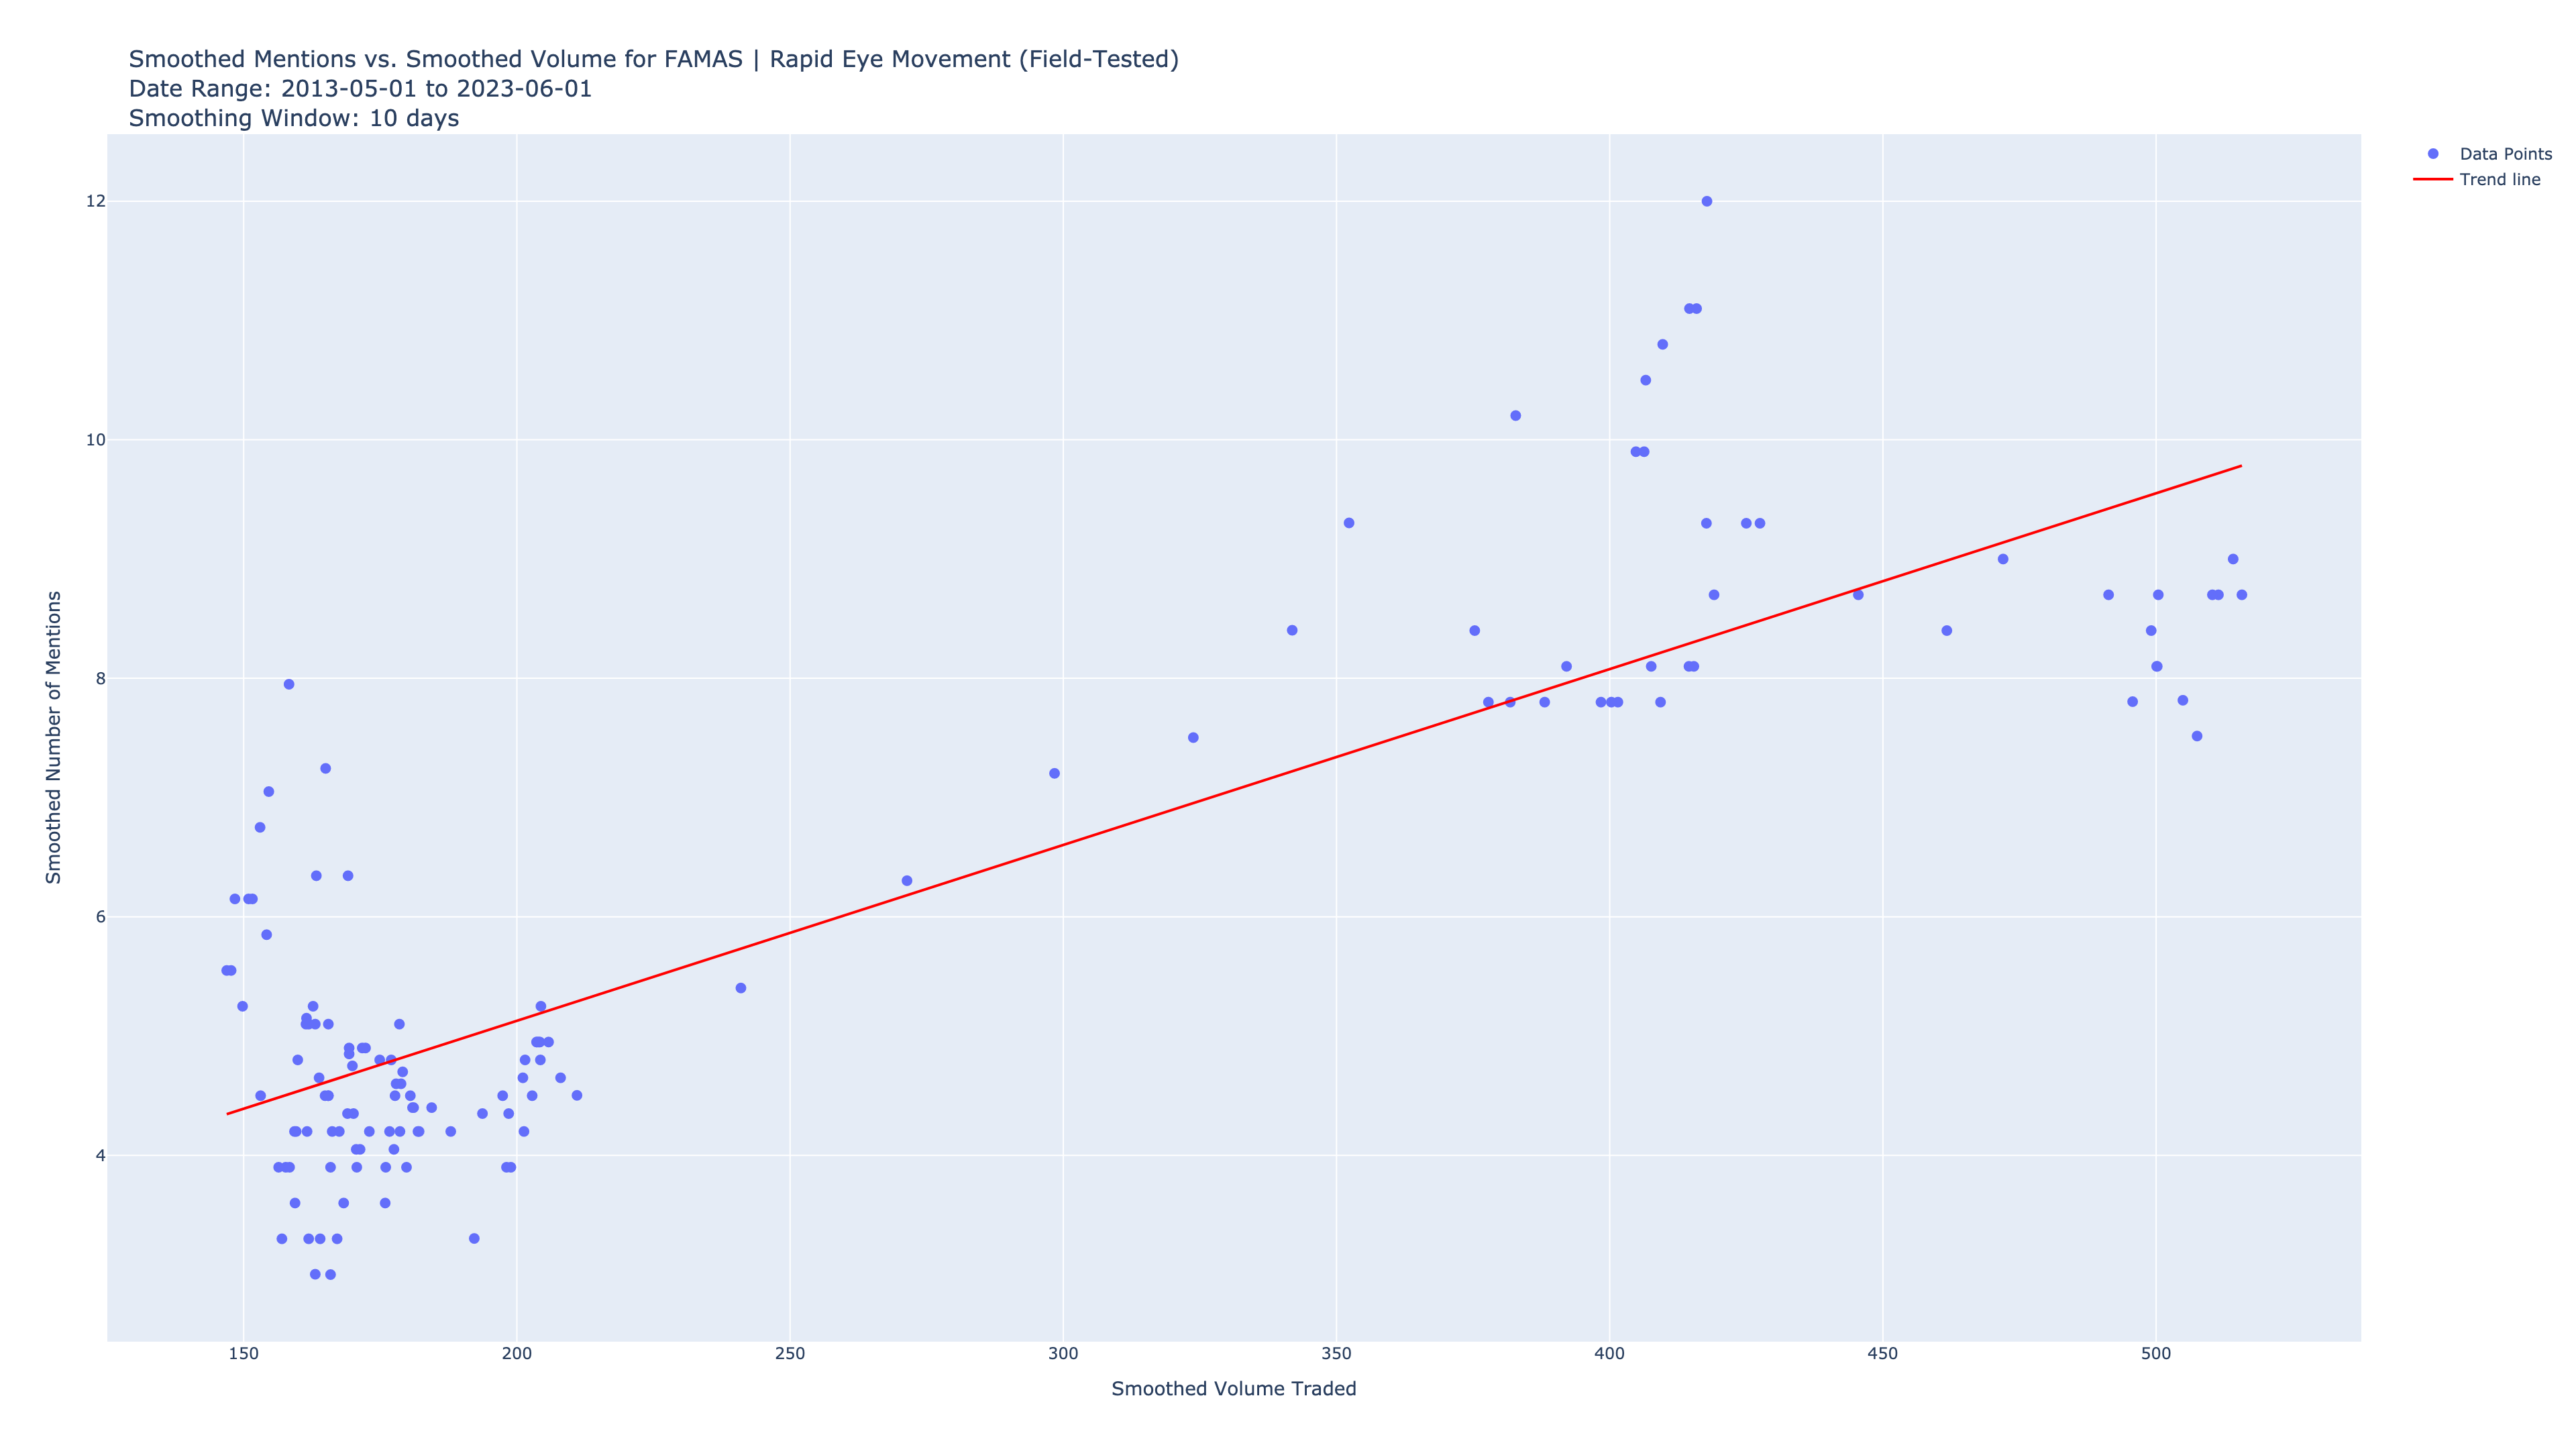 Smoothed Mentions vs. Smoothed Volume for FAMAS | Rapid Eye Movement (Field-Tested)
Date Range: 2013-05-01 to 2023-06-01
Smoothing Window: 10 days
Data Points
Trend line
12
10
8
6
4
Smoothed Number of Mentions
150 200 250 300 350 400 450 500
Smoothed Volume Traded